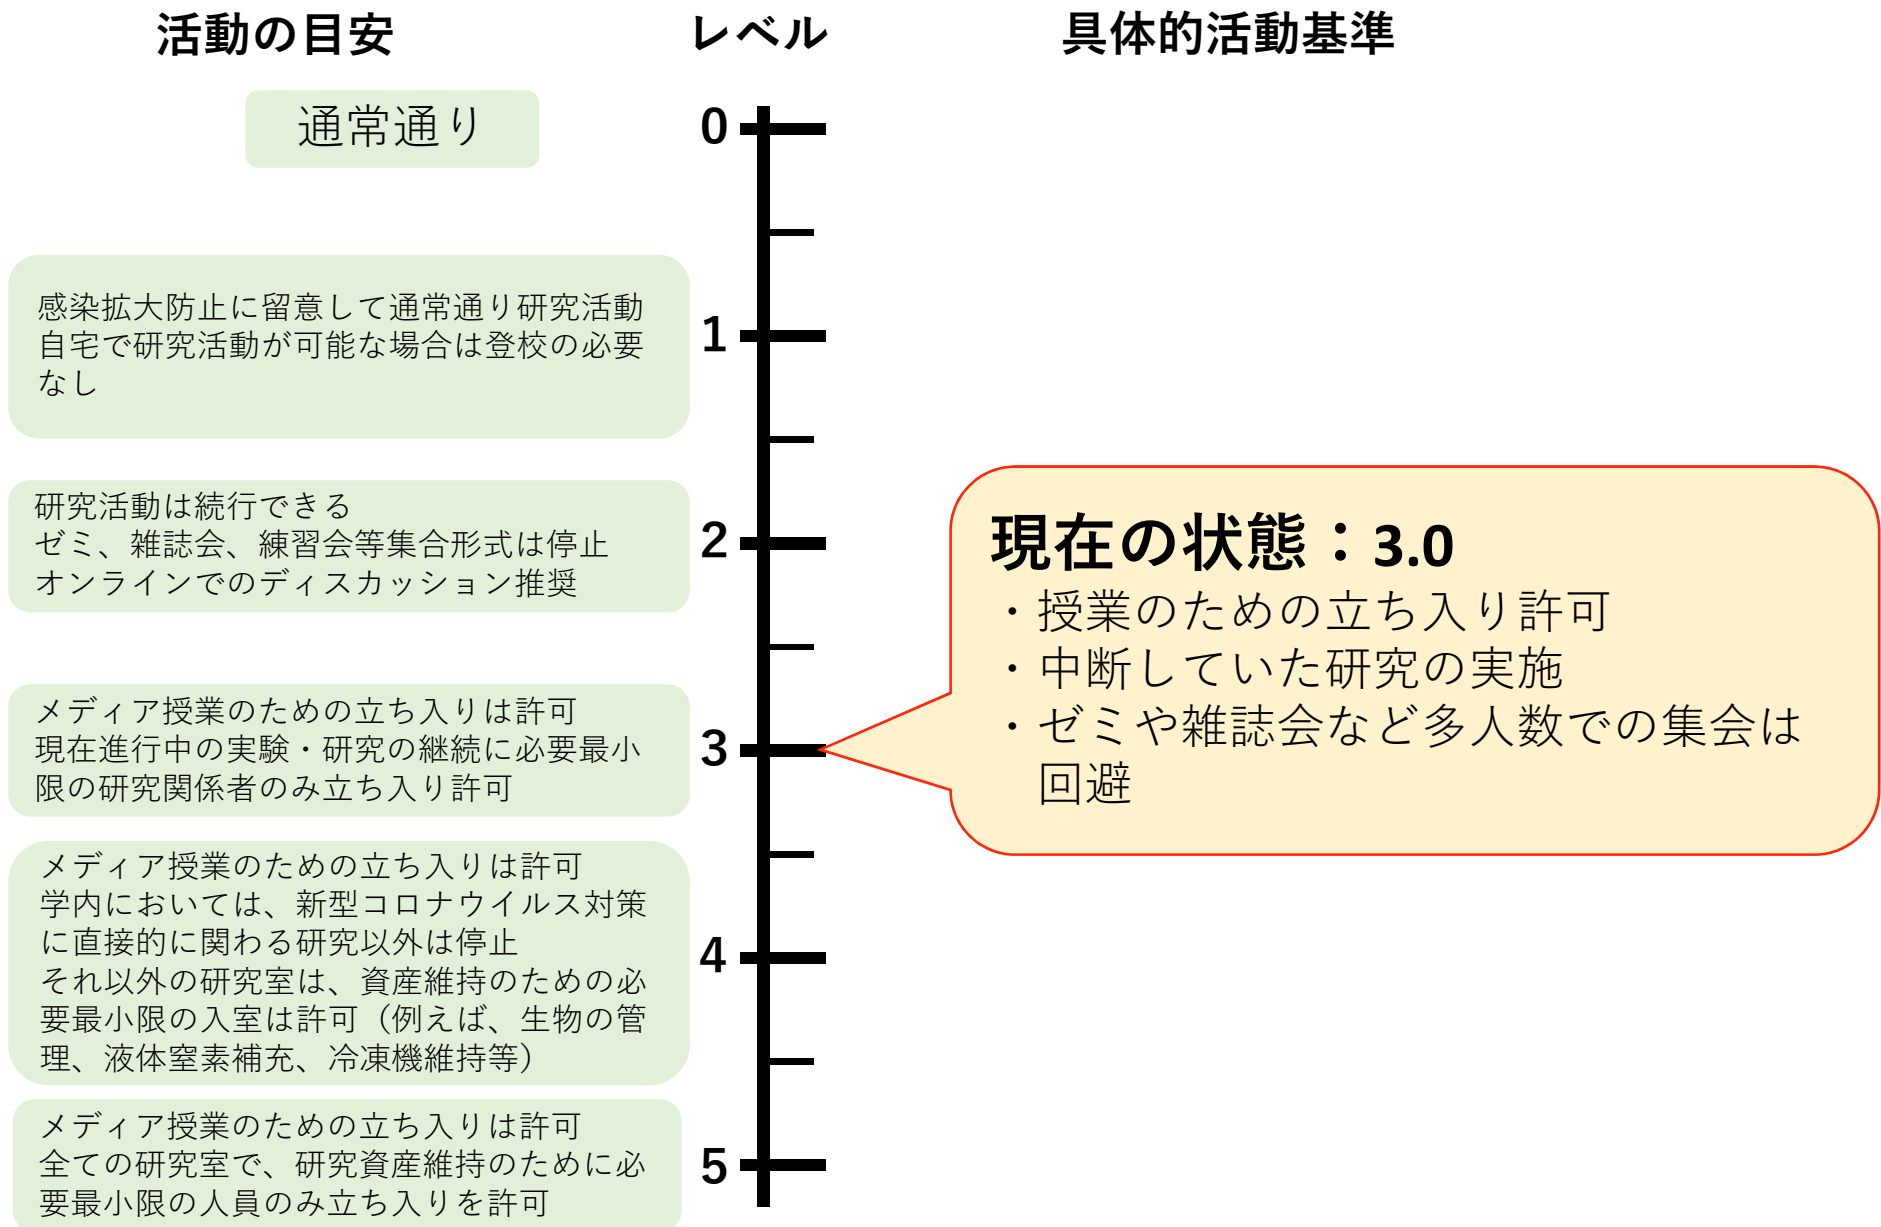 活動の目安
レベル
具体的活動基準
通常通り
0
感染拡大防止に留意して通常通り研究活動
自宅で研究活動が可能な場合は登校の必要
なし
1
研究活動は続行できる
ゼミ、雑誌会、練習会等集合形式は停止
オンラインでのディスカッション推奨
2
メディア授業のための立ち入りは許可
現在進行中の実験・研究の継続に必要最小
限の研究関係者のみ立ち入り許可
3
現在の状態：3.0
・授業のための立ち入り許可
・中断していた研究の実施
・ゼミや雑誌会など多人数での集会は
回避
メディア授業のための立ち入りは許可
学内においては、新型コロナウイルス対策
に直接的に関わる研究以外は停止
それ以外の研究室は、資産維持のための必
要最小限の入室は許可（例えば、生物の管
理、液体窒素補充、冷凍機維持等）
4
メディア授業のための立ち入りは許可
全ての研究室で、研究資産維持のために必
要最小限の人員のみ立ち入りを許可
5